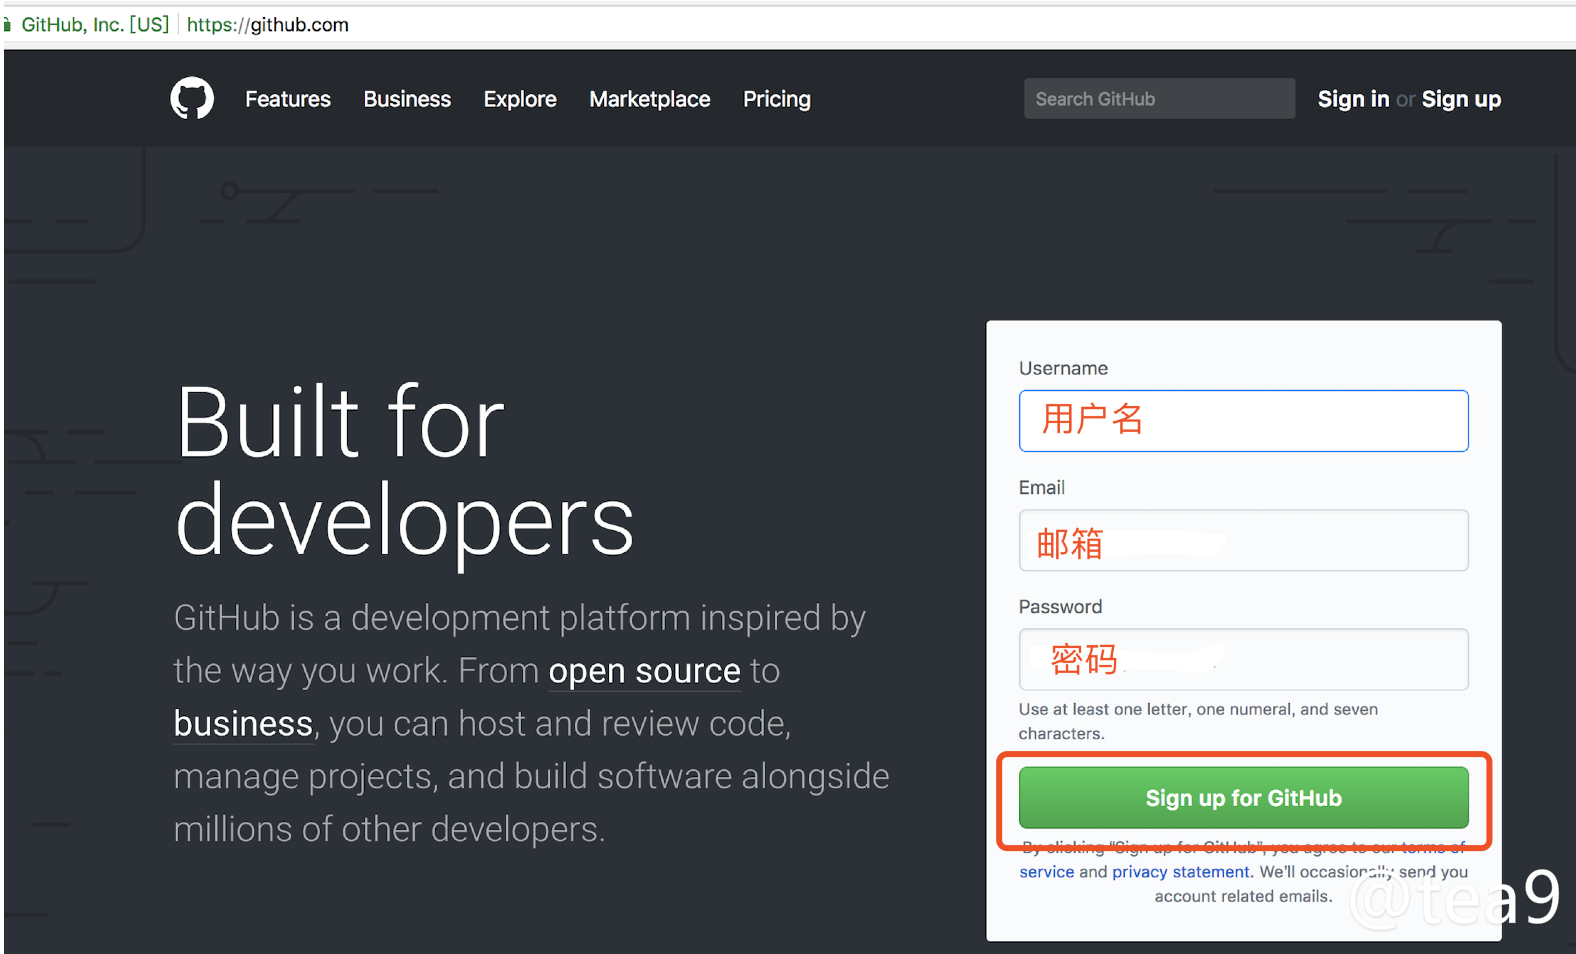 GitHub, Inc. [US] https://github.com
Features Business Explore Marketplace Pricing Search GitHub Sign in or Sign up
Built for
developers
GitHub is a development platform inspired by
the way you work. From open source to
business, you can host and review code,
manage projects, and build software alongside
millions of other developers.
Username
用户名
Email
邮箱
Password
密码
Use at least one letter, one numeral, and seven
characters.
Sign up for GitHub
By clicking “Sign up for GitHub”, you agree to our terms of
service and privacy statement. We’ll occasionally send you
account related emails.
@tea9